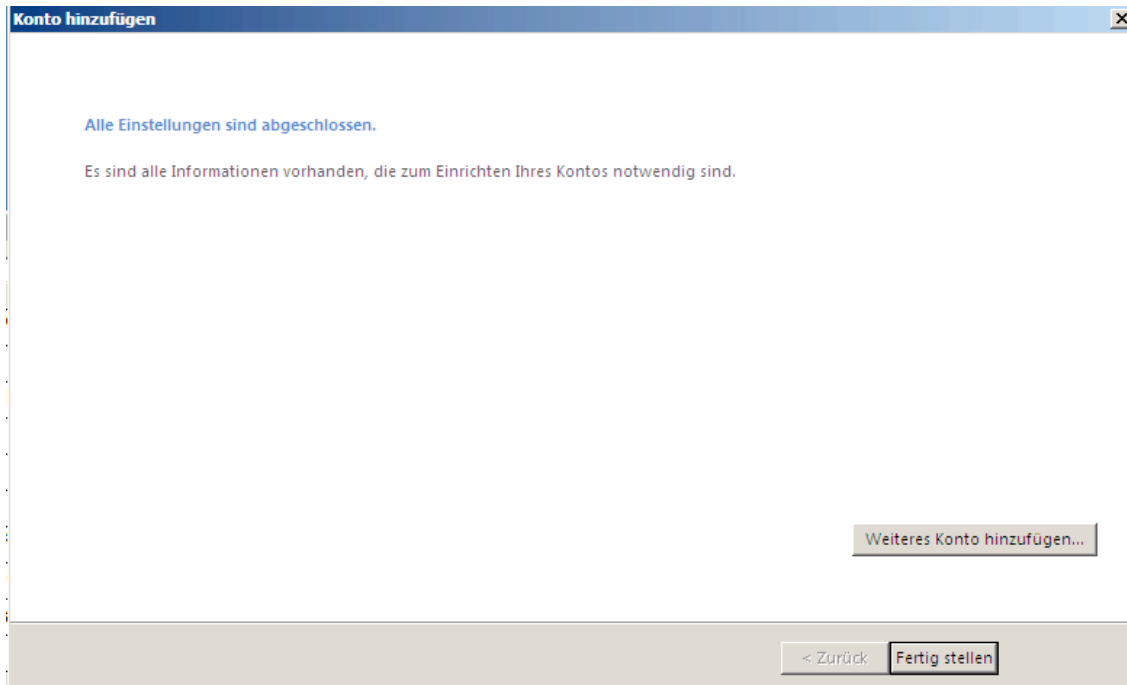 Konto hinzufügen
Alle Einstellungen sind abgeschlossen.
Es sind alle Informationen vorhanden, die zum Einrichten Ihres Kontos notwendig sind.
Weiteres Konto hinzufügen...
< Zurück
Fertig stellen